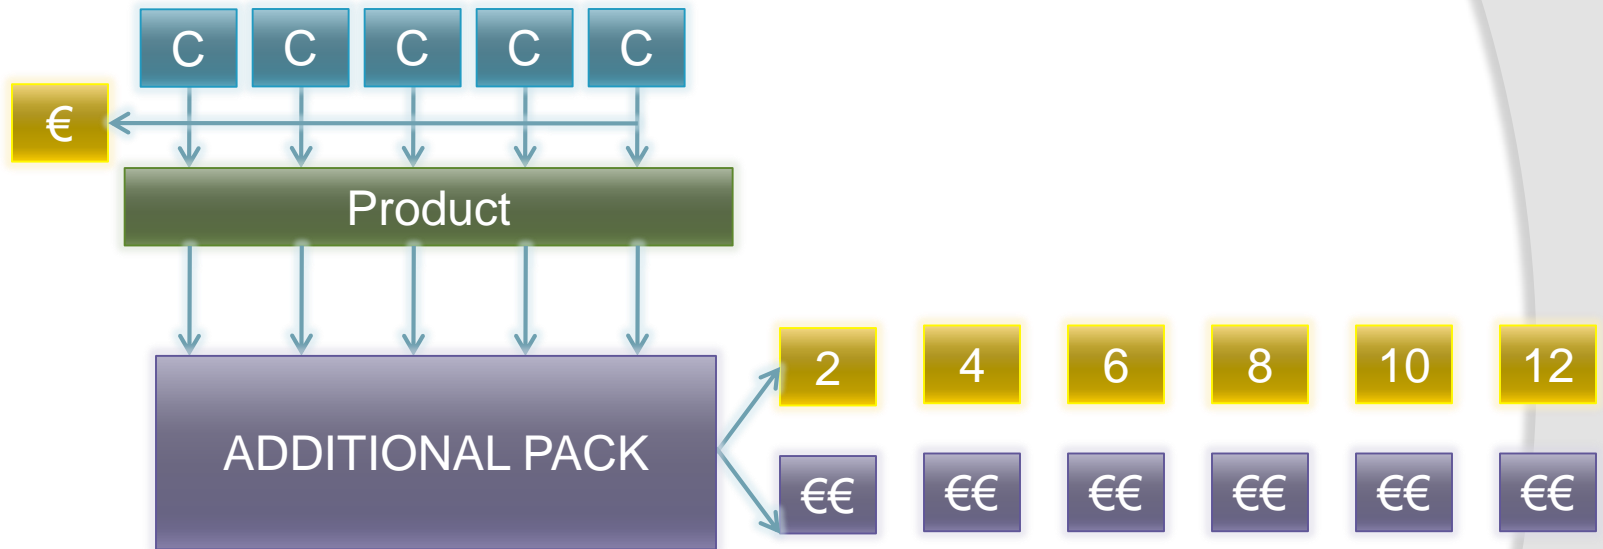 C C C C C
€
Product
2 4 6 8 10 12
ADDITIONAL PACK
€€ €€ €€ €€ €€ €€